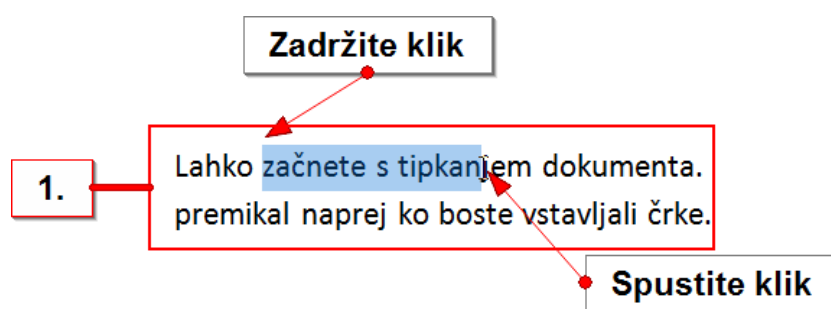 Zadržite klik
1.
Lahko začnete s tipkanjem dokumenta.
premikal naprej ko boste vstavljali črke.
Spustite klik